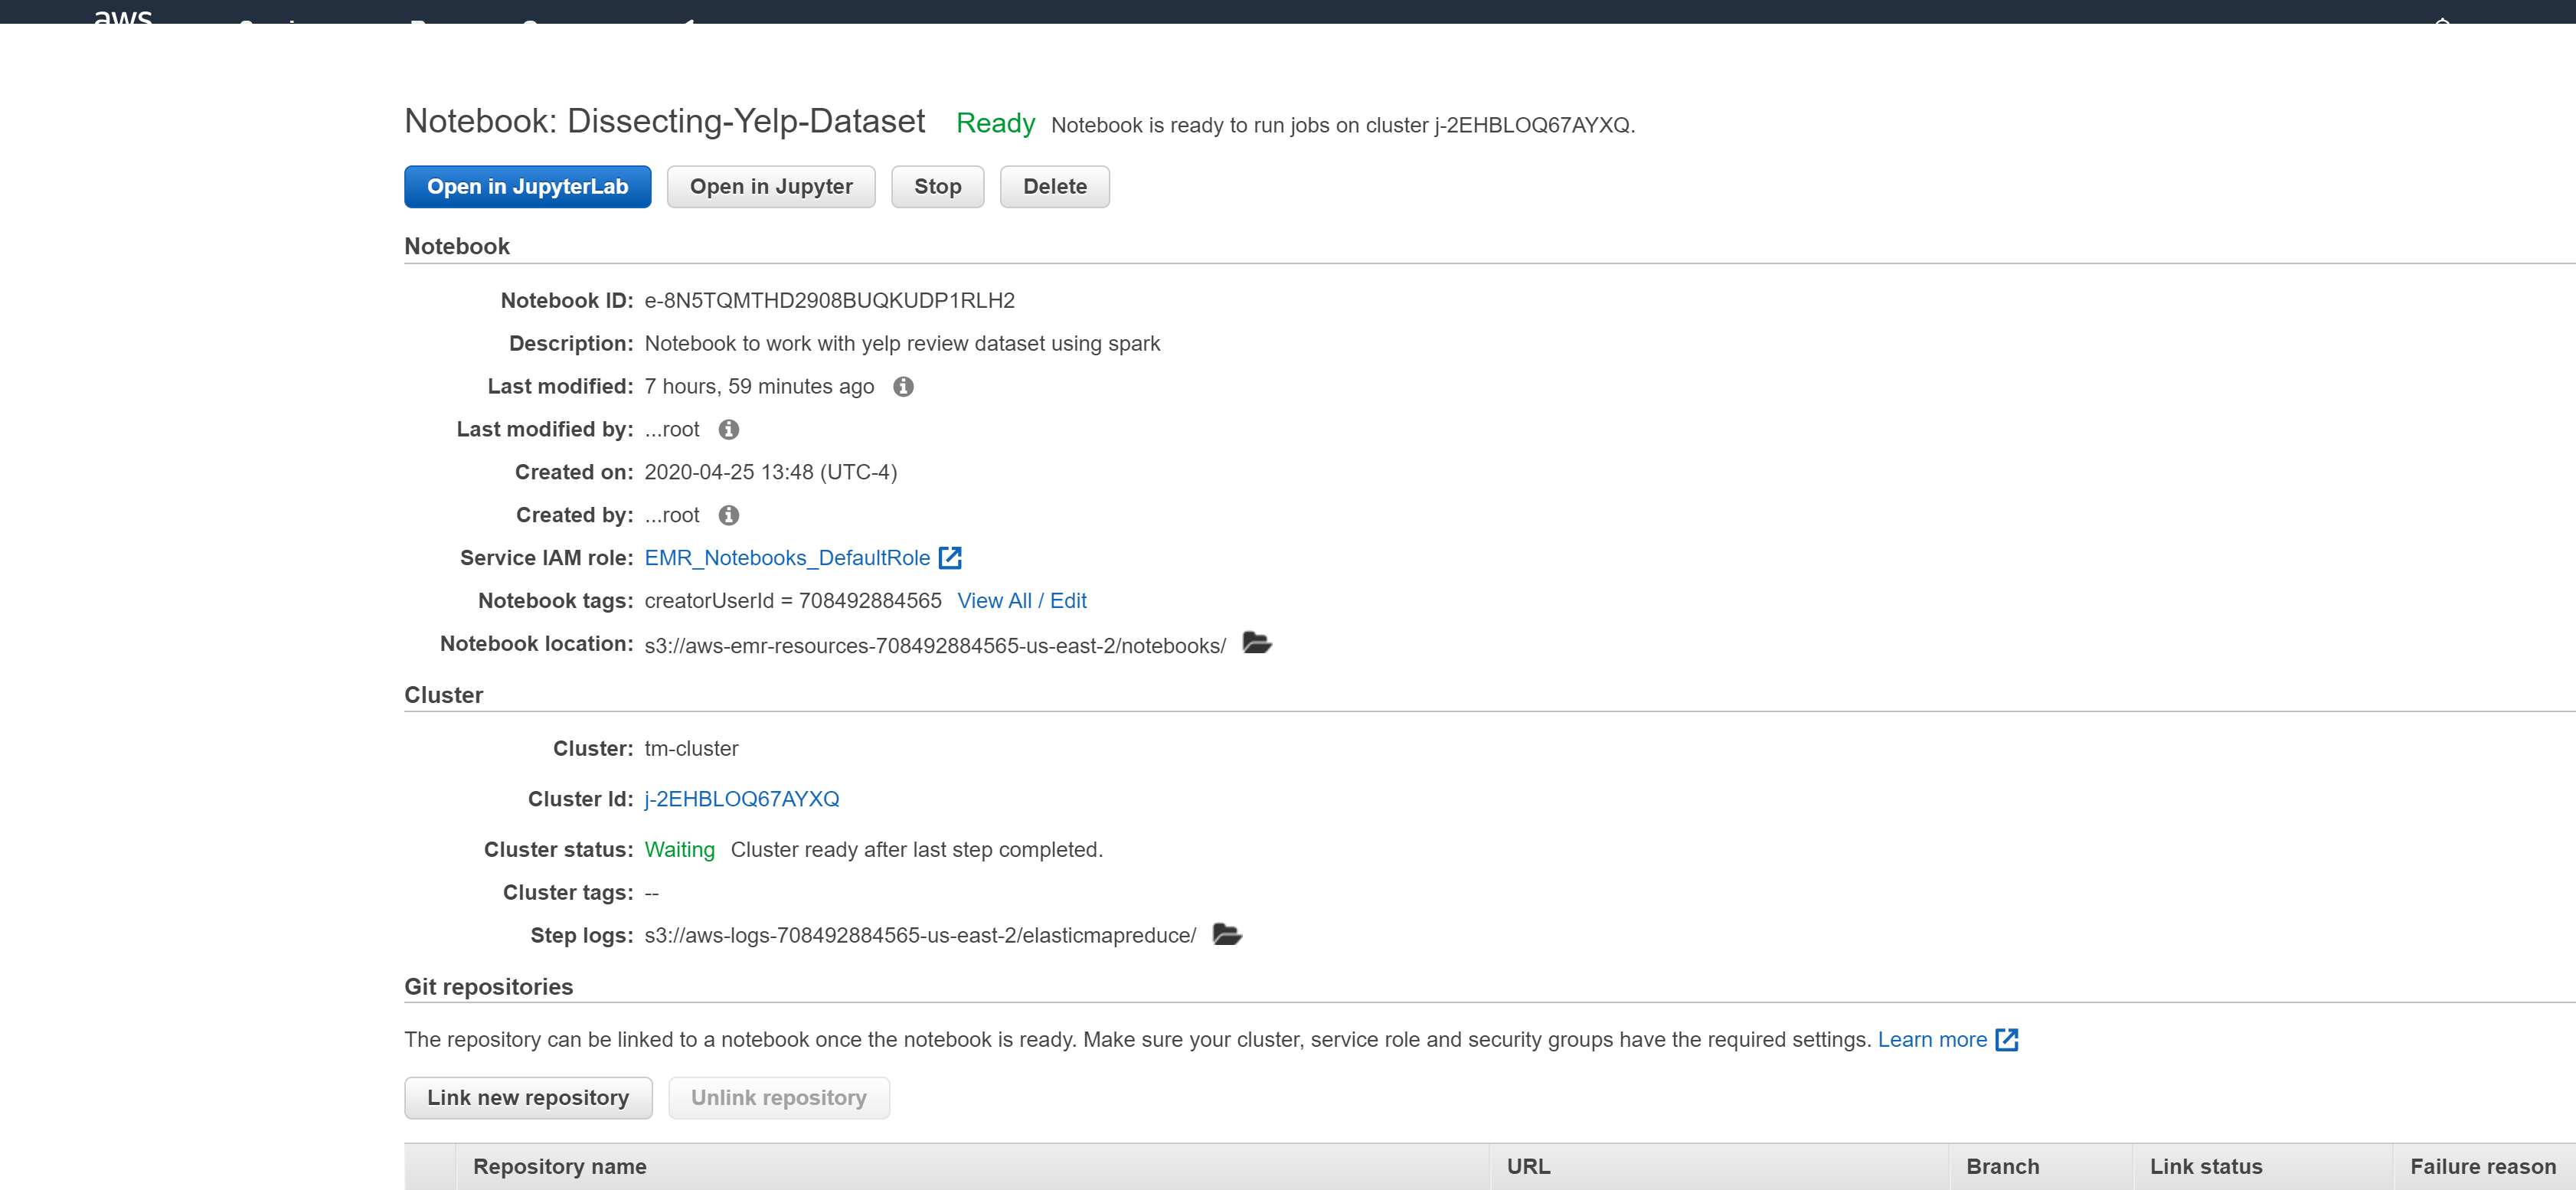 aws
Notebook: Dissecting-Yelp-Dataset Ready Notebook is ready to run jobs on cluster j-2EHBLOQ67AYXQ.
Open in JupyterLab Open in Jupyter Stop Delete
Notebook
Notebook ID: e-8N5TQMTHD2908BUQKUDP1RLH2
Description: Notebook to work with yelp review dataset using spark
Last modified: 7 hours, 59 minutes ago
Last modified by: ...root
Created on: 2020-04-25 13:48 (UTC-4)
Created by: ...root
Service IAM role: EMR_Notebooks_DefaultRole
Notebook tags: creatorUserId = 708492884565 View All / Edit
Notebook location: s3://aws-emr-resources-708492884565-us-east-2/notebooks/
Cluster
Cluster: tm-cluster
Cluster Id: j-2EHBLOQ67AYXQ
Cluster status: Waiting Cluster ready after last step completed.
Cluster tags: --
Step logs: s3://aws-logs-708492884565-us-east-2/elasticmapreduce/
Git repositories
The repository can be linked to a notebook once the notebook is ready. Make sure your cluster, service role and security groups have the required settings. Learn more
Link new repository Unlink repository
Repository name URL Branch Link status Failure reason